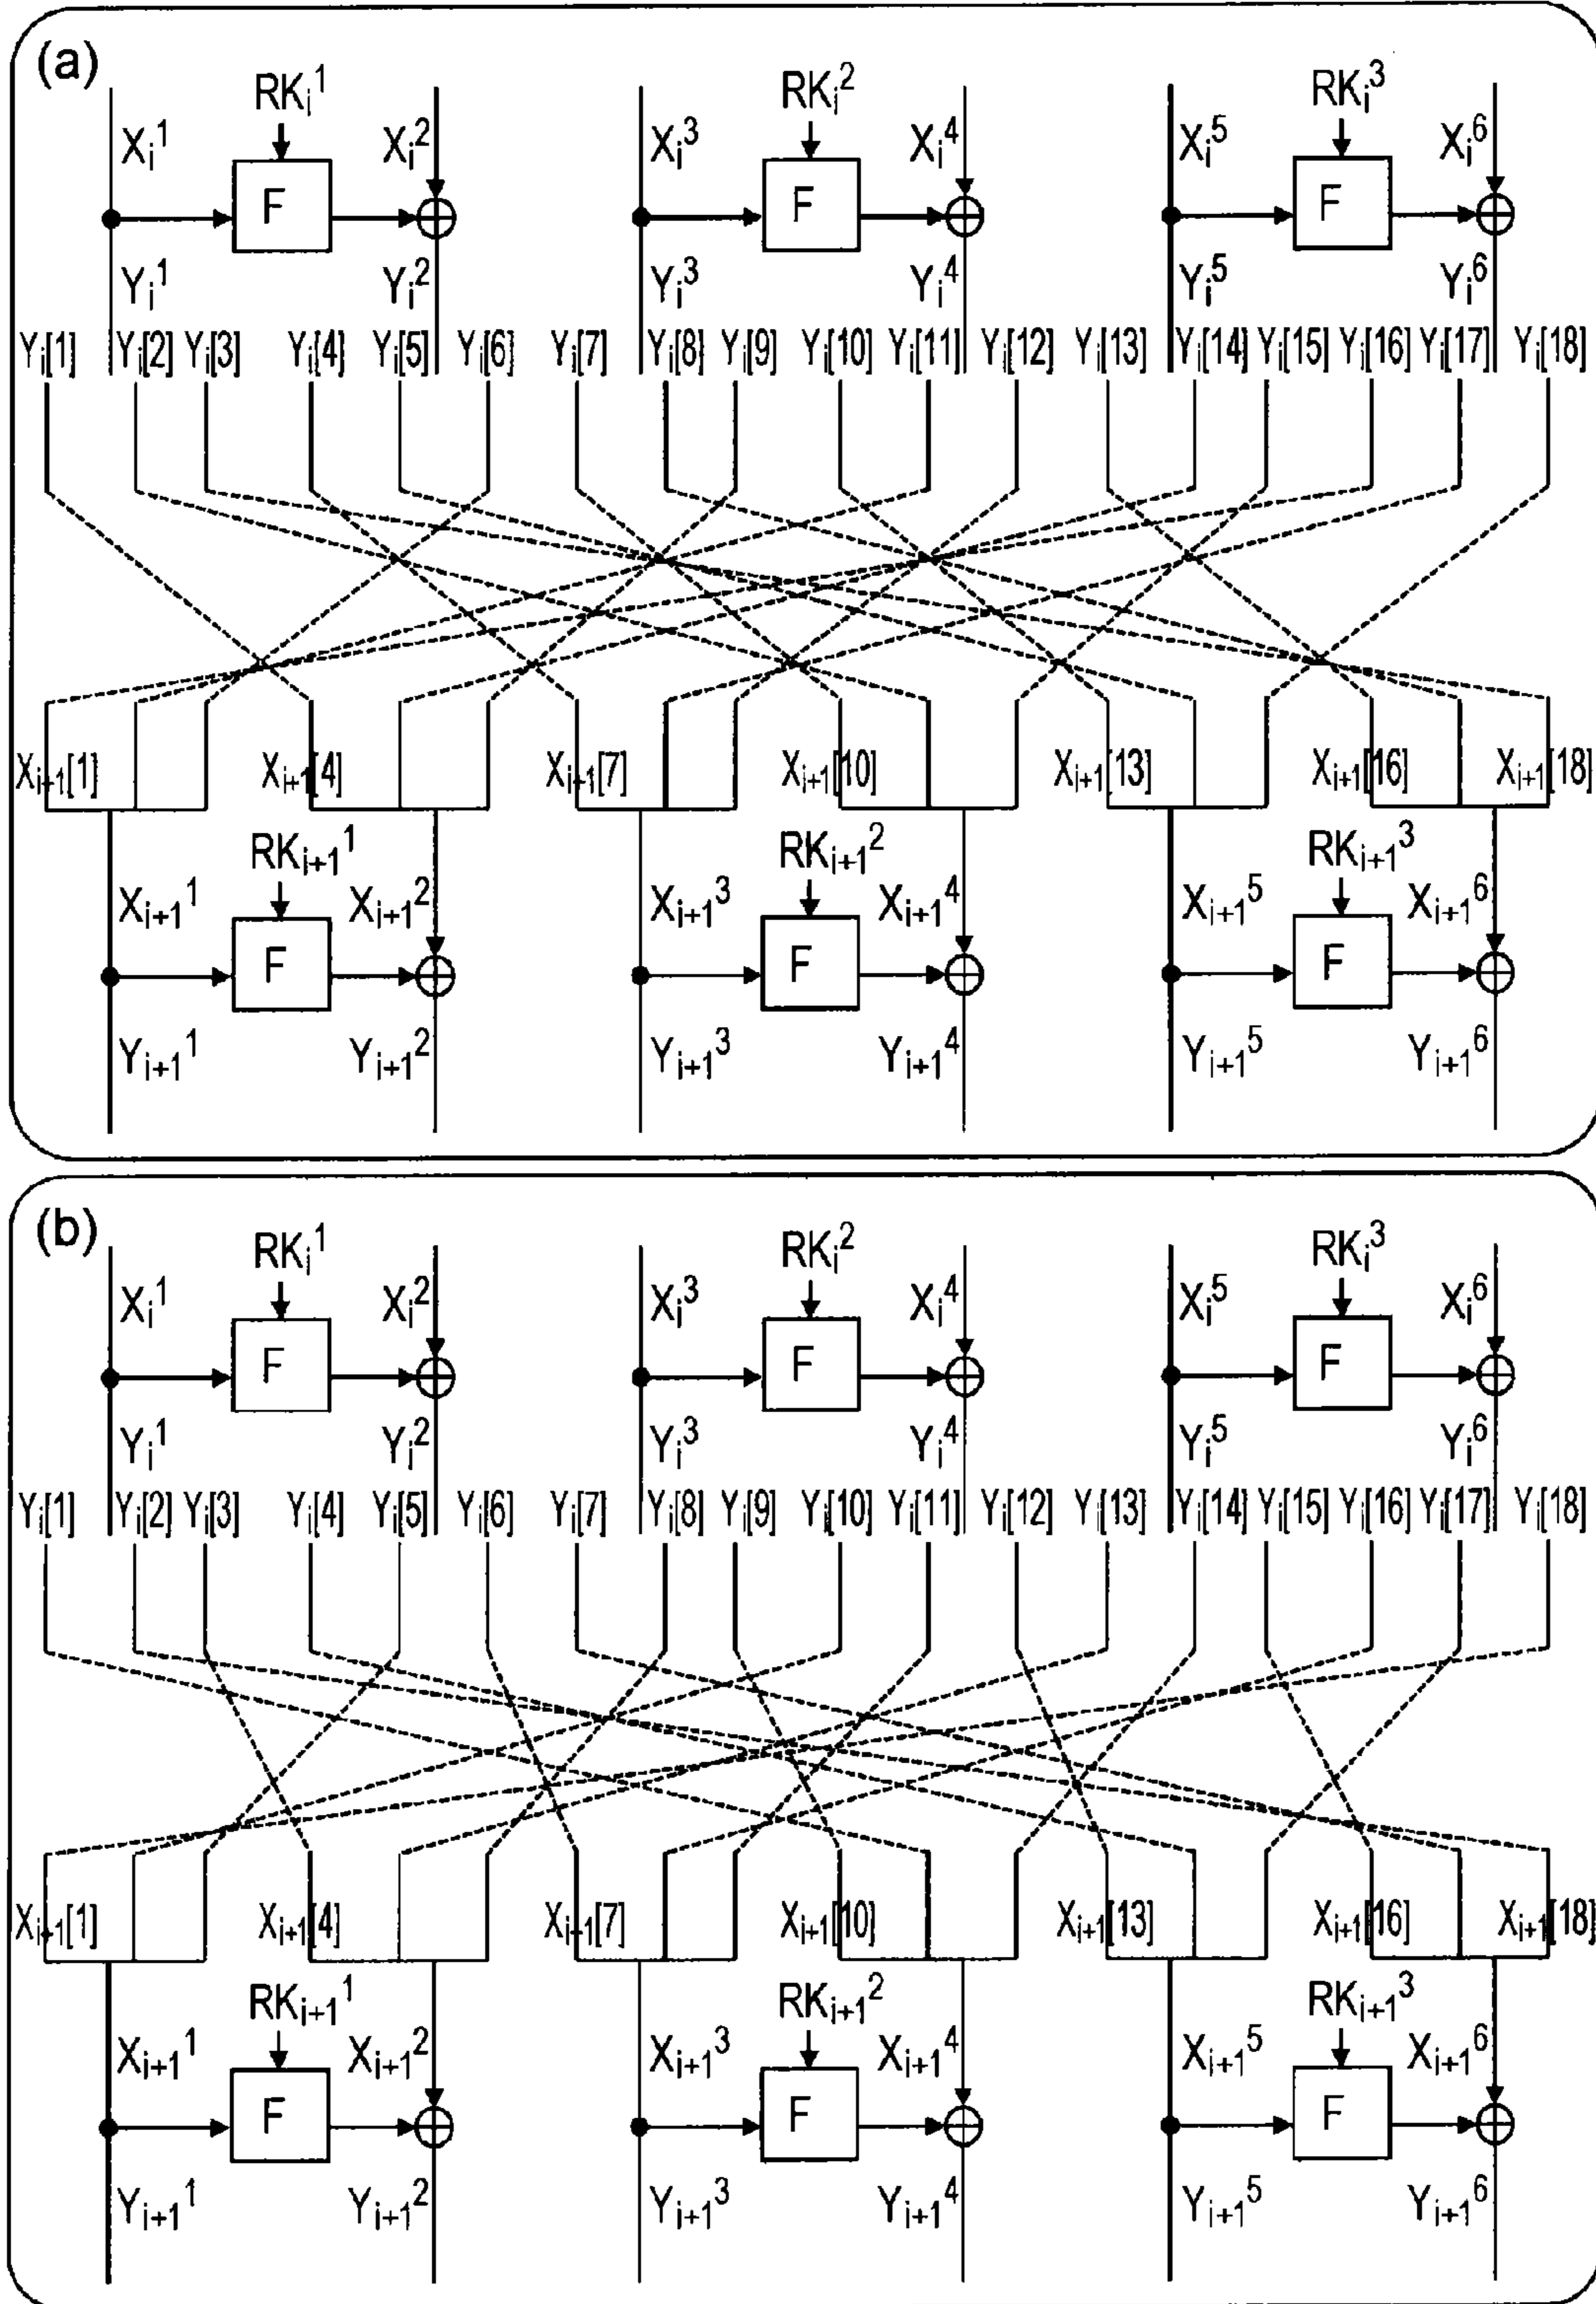 (a)
RKi1 RKi2 RKi3
Xi1 Xi2 Xi3 Xi4 Xi5 Xi6
F F F
Yi1 Yi2 Yi3 Yi4 Yi5 Yi6
Yi[1] Yi[2] Yi[3] Yi[4] Yi[5] Yi[6] Yi[7] Yi[8] Yi[9] Yi[10] Yi[11] Yi[12] Yi[13] Yi[14] Yi[15] Yi[16] Yi[17] Yi[18]
Xi+1[1] Xi+1[4] Xi+1[7] Xi+1[10] Xi+1[13] Xi+1[16] Xi+1[18]
RKi+11 RKi+12 RKi+13
Xi+11 Xi+12 Xi+13 Xi+14 Xi+15 Xi+16
F F F
Yi+11 Yi+12 Yi+13 Yi+14 Yi+15 Yi+16
(b)
RKi1 RKi2 RKi3
Xi1 Xi2 Xi3 Xi4 Xi5 Xi6
F F F
Yi1 Yi2 Yi3 Yi4 Yi5 Yi6
Yi[1] Yi[2] Yi[3] Yi[4] Yi[5] Yi[6] Yi[7] Yi[8] Yi[9] Yi[10] Yi[11] Yi[12] Yi[13] Yi[14] Yi[15] Yi[16] Yi[17] Yi[18]
Xi+1[1] Xi+1[4] Xi+1[7] Xi+1[10] Xi+1[13] Xi+1[16] Xi+1[18]
RKi+11 RKi+12 RKi+13
Xi+11 Xi+12 Xi+13 Xi+14 Xi+15 Xi+16
F F F
Yi+11 Yi+12 Yi+13 Yi+14 Yi+15 Yi+16